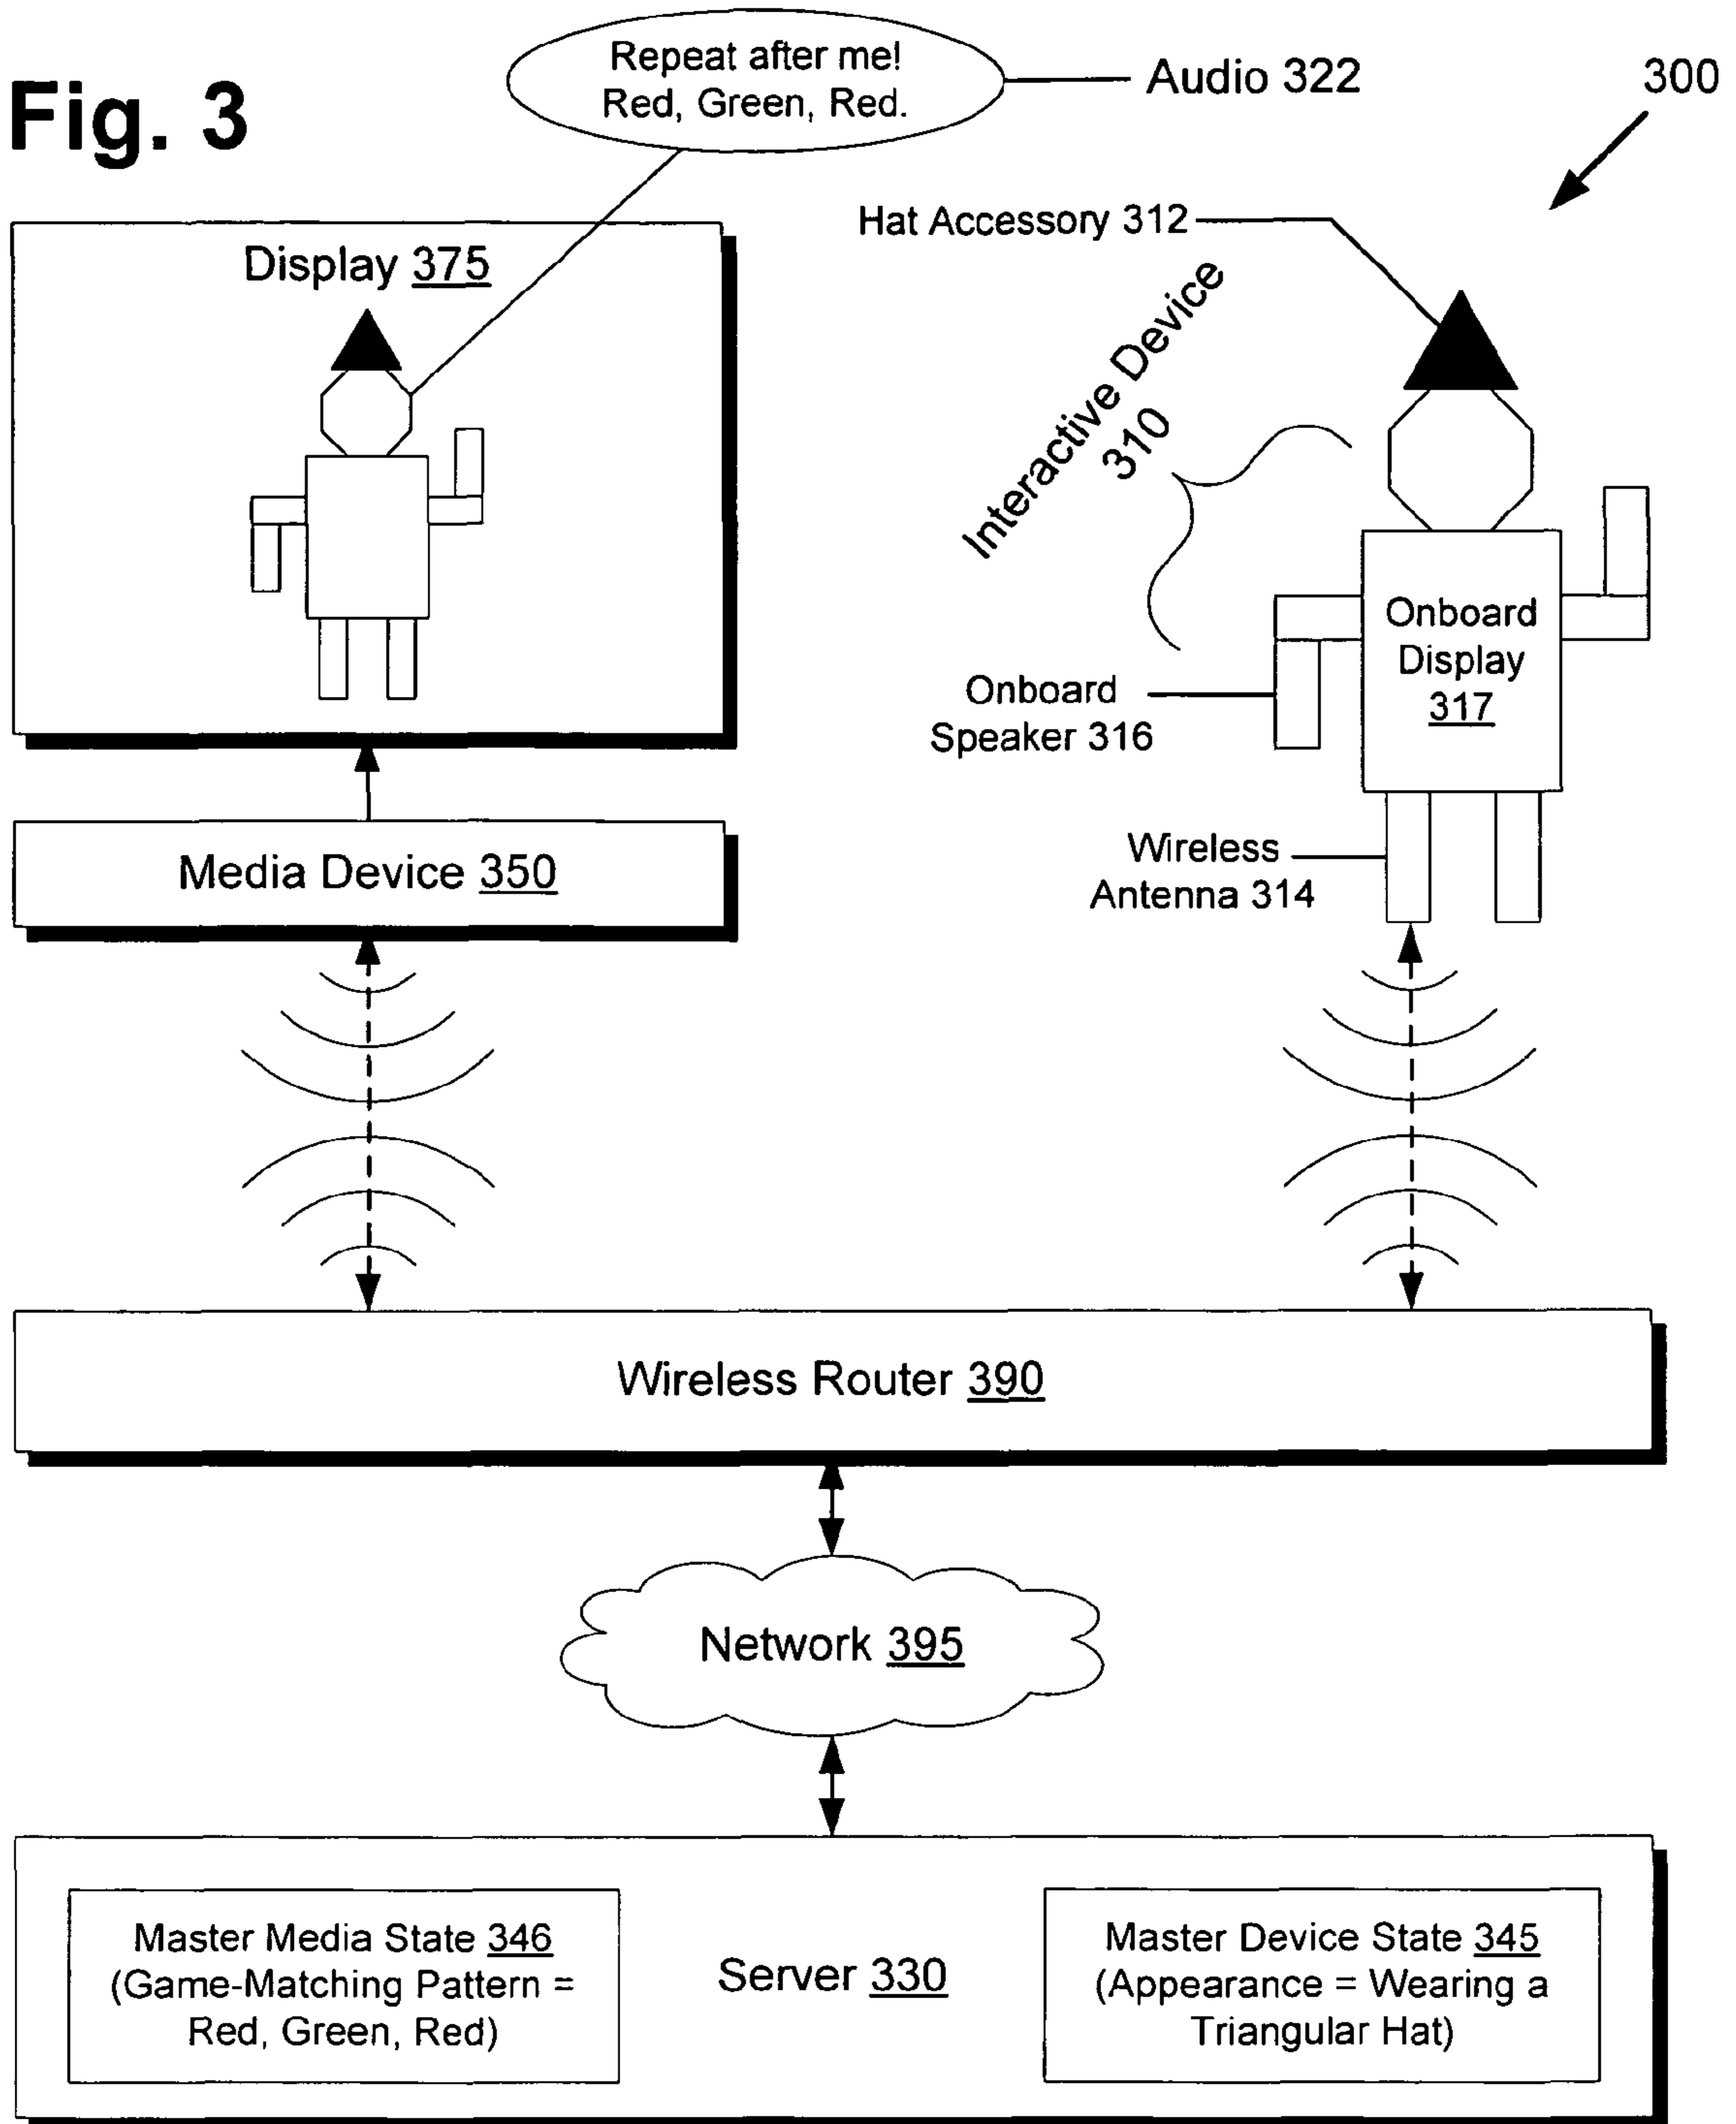 Fig. 3
Repeat after me!
Red, Green, Red.
Audio 322
300
Hat Accessory 312
Display 375
Interactive Device
310
Onboard
Display
317
Onboard
Speaker 316
Media Device 350
Wireless
Antenna 314
Wireless Router 390
Network 395
Master Media State 346
(Game-Matching Pattern =
Red, Green, Red)
Server 330
Master Device State 345
(Appearance = Wearing a
Triangular Hat)